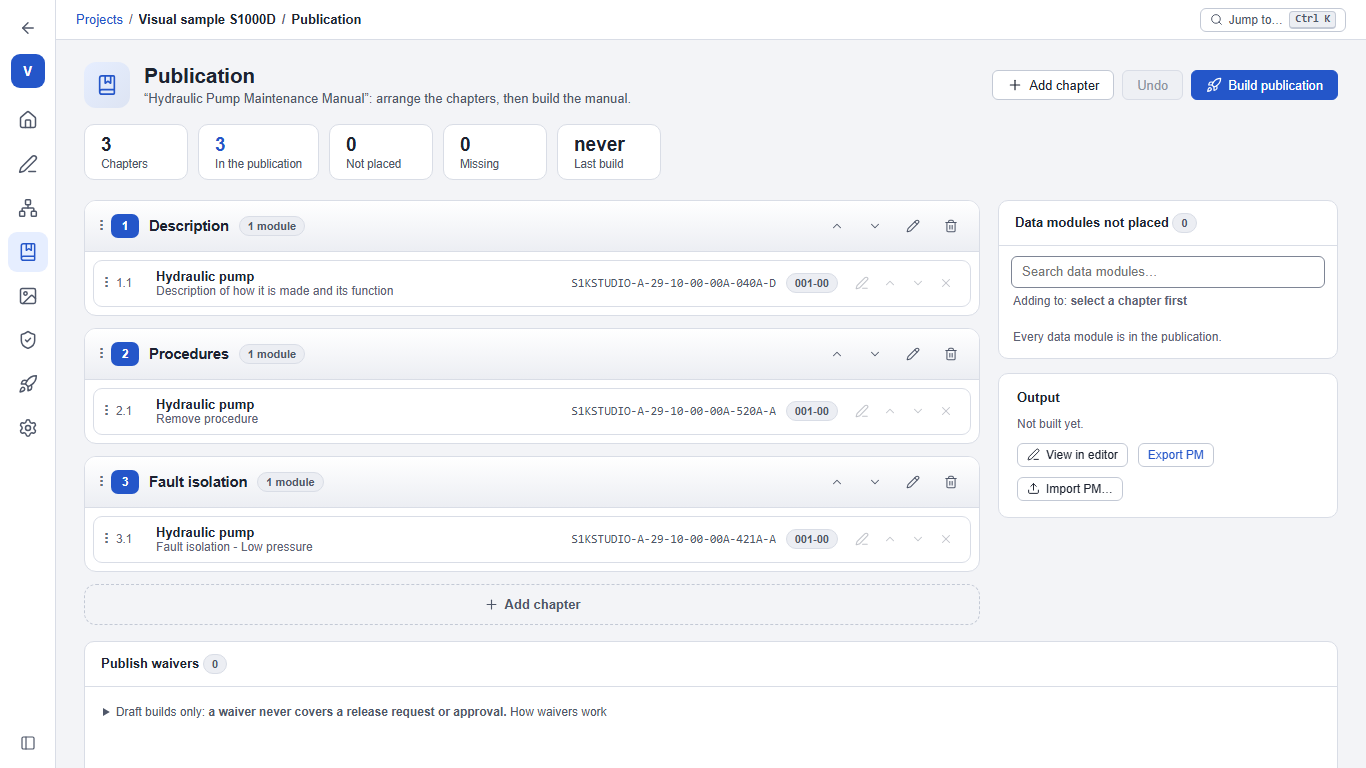 Projects / Visual sample S1000D / Publication
Jump to... Ctrl K
V
Publication
“Hydraulic Pump Maintenance Manual”: arrange the chapters, then build the manual.
Add chapter
Undo
Build publication
3
Chapters
3
In the publication
0
Not placed
0
Missing
never
Last build
1 Description 1 module
1.1 Hydraulic pump
Description of how it is made and its function
S1KSTUDIO-A-29-10-00-00A-040A-D 001-00
2 Procedures 1 module
2.1 Hydraulic pump
Remove procedure
S1KSTUDIO-A-29-10-00-00A-520A-A 001-00
3 Fault isolation 1 module
3.1 Hydraulic pump
Fault isolation - Low pressure
S1KSTUDIO-A-29-10-00-00A-421A-A 001-00
Add chapter
Data modules not placed 0
Search data modules...
Adding to: select a chapter first
Every data module is in the publication.
Output
Not built yet.
View in editor
Export PM
Import PM...
Publish waivers 0
Draft builds only: a waiver never covers a release request or approval. How waivers work